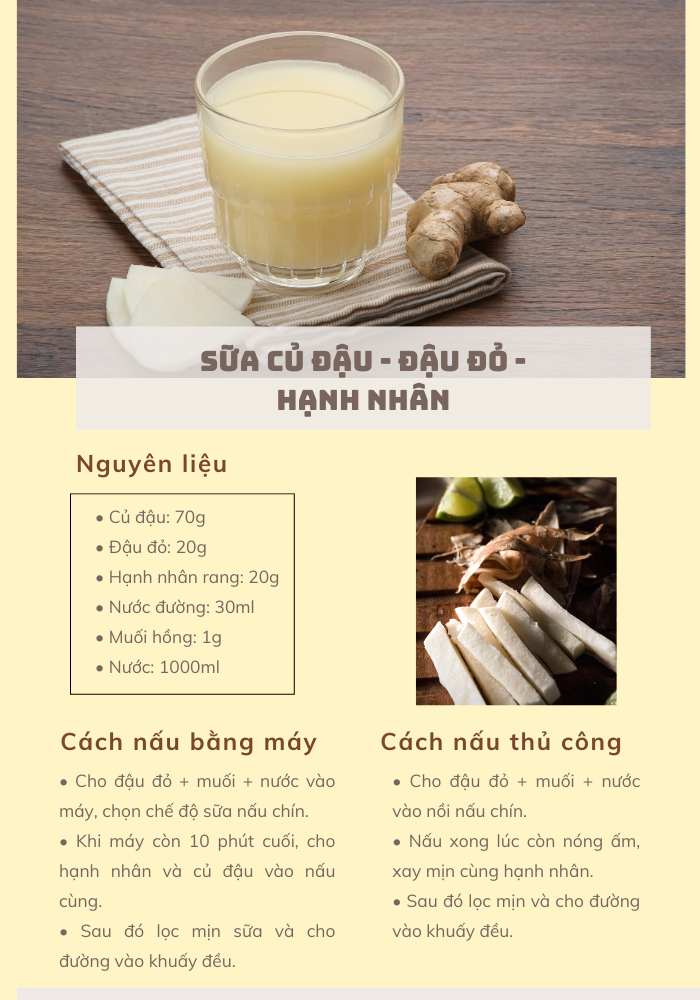 SỮA CỦ ĐẬU - ĐẬU ĐỎ -
HẠNH NHÂN
Nguyên liệu
• Củ đậu: 70g
• Đậu đỏ: 20g
• Hạnh nhân rang: 20g
• Nước đường: 30ml
• Muối hồng: 1g
• Nước: 1000ml
Cách nấu bằng máy
• Cho đậu đỏ + muối + nước vào
máy, chọn chế độ sữa nấu chín.
• Khi máy còn 10 phút cuối, cho
hạnh nhân và củ đậu vào nấu
cùng.
• Sau đó lọc mịn sữa và cho
đường vào khuấy đều.
Cách nấu thủ công
• Cho đậu đỏ + muối + nước
vào nồi nấu chín.
• Nấu xong lúc còn nóng ấm,
xay mịn cùng hạnh nhân.
• Sau đó lọc mịn và cho đường
vào khuấy đều.